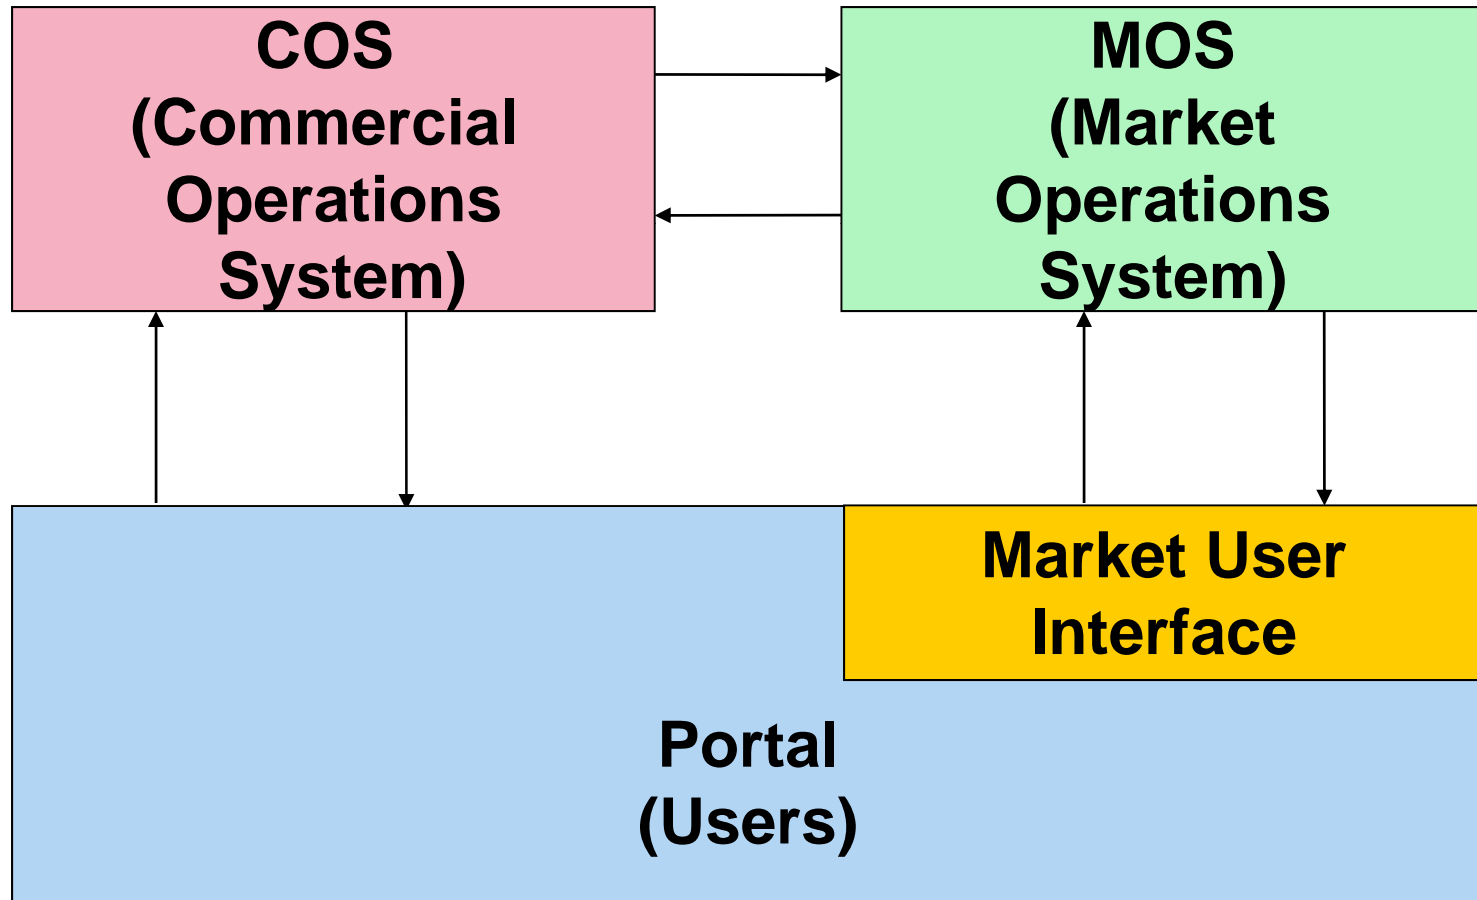 COS
(Commercial
Operations
System)
MOS
(Market
Operations
System)
Market User
Interface
Portal
(Users)